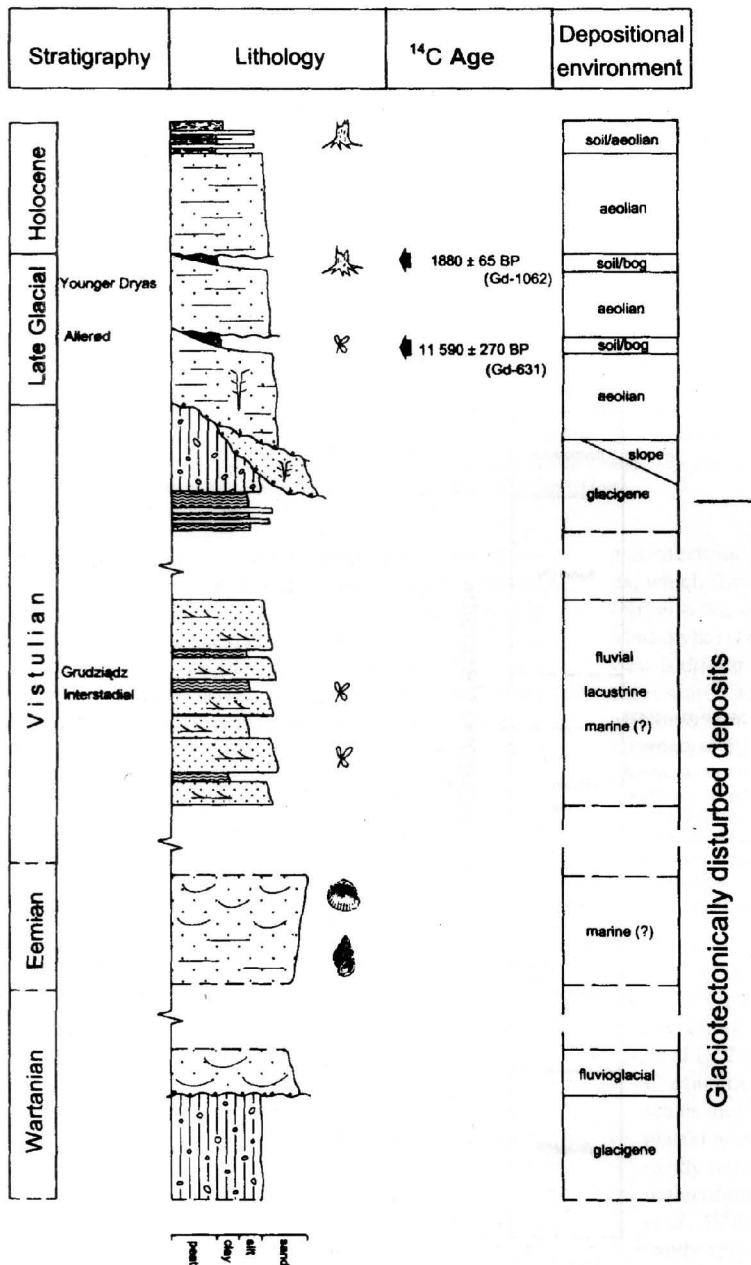 Stratigraphy
Lithology
14C Age
Depositional
environment
Holocene
Late Glacial
Vistulian
Eemian
Wartanian
Younger Dryas
Allerød
Grudziądz
Interstadial
1880 ± 65 BP
(Gd-1062)
11 590 ± 270 BP
(Gd-631)
soil/aeolian
aeolian
soil/bog
aeolian
soil/bog
aeolian
slope
glacigene
fluvial
lacustrine
marine (?)
marine (?)
fluvioglacial
glacigene
Glaciotectonically disturbed deposits
peat
clay
silt
sand